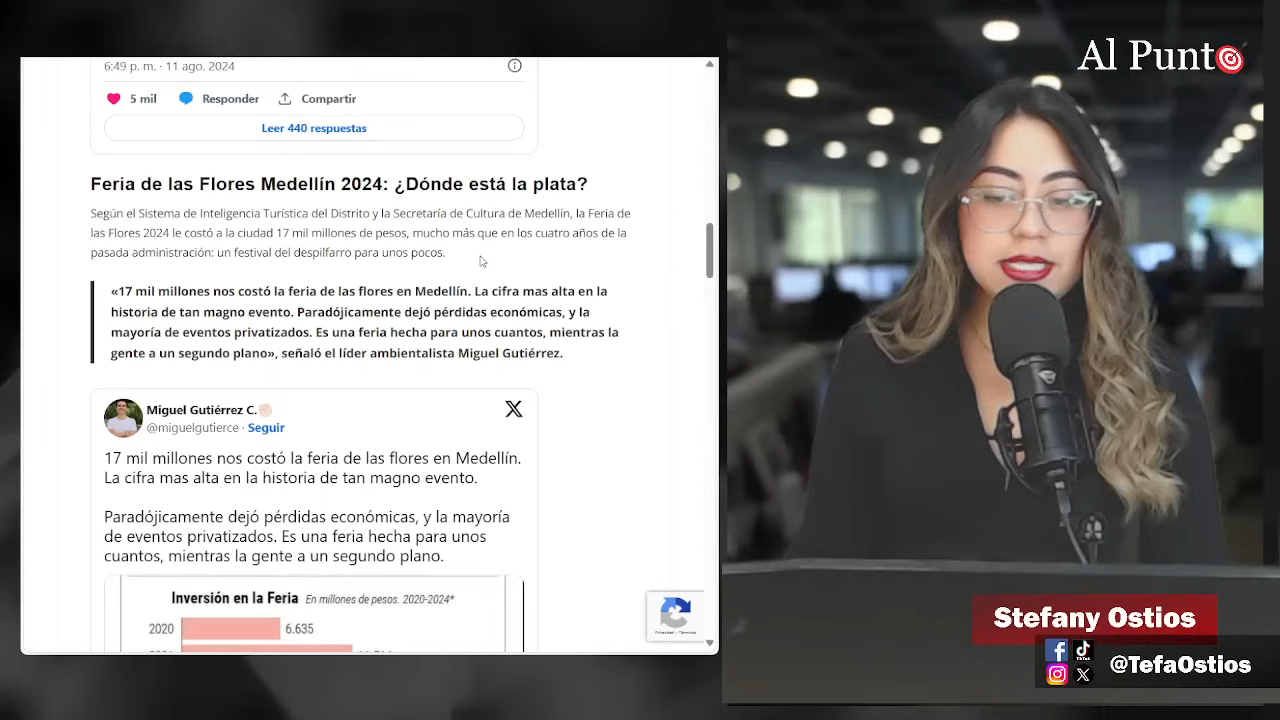 6:49 p. m. · 11 ago. 2024
5 mil
Responder
Compartir
Leer 440 respuestas
Feria de las Flores Medellín 2024: ¿Dónde está la plata?
Según el Sistema de Inteligencia Turística del Distrito y la Secretaría de Cultura de Medellín, la Feria de
las Flores 2024 le costó a la ciudad 17 mil millones de pesos, mucho más que en los cuatro años de la
pasada administración: un festival del despilfarro para unos pocos.
«17 mil millones nos costó la feria de las flores en Medellín. La cifra mas alta en la
historia de tan magno evento. Paradójicamente dejó pérdidas económicas, y la
mayoría de eventos privatizados. Es una feria hecha para unos cuantos, mientras la
gente a un segundo plano», señaló el líder ambientalista Miguel Gutiérrez.
Miguel Gutiérrez C.
@miguelgutierce · Seguir
17 mil millones nos costó la feria de las flores en Medellín.
La cifra mas alta en la historia de tan magno evento.
Paradójicamente dejó pérdidas económicas, y la mayoría
de eventos privatizados. Es una feria hecha para unos
cuantos, mientras la gente a un segundo plano.
Inversión en la Feria En millones de pesos. 2020-2024*
2020 6.635
Privacidad - Términos
Al Punto
Stefany Ostios
@TefaOstios